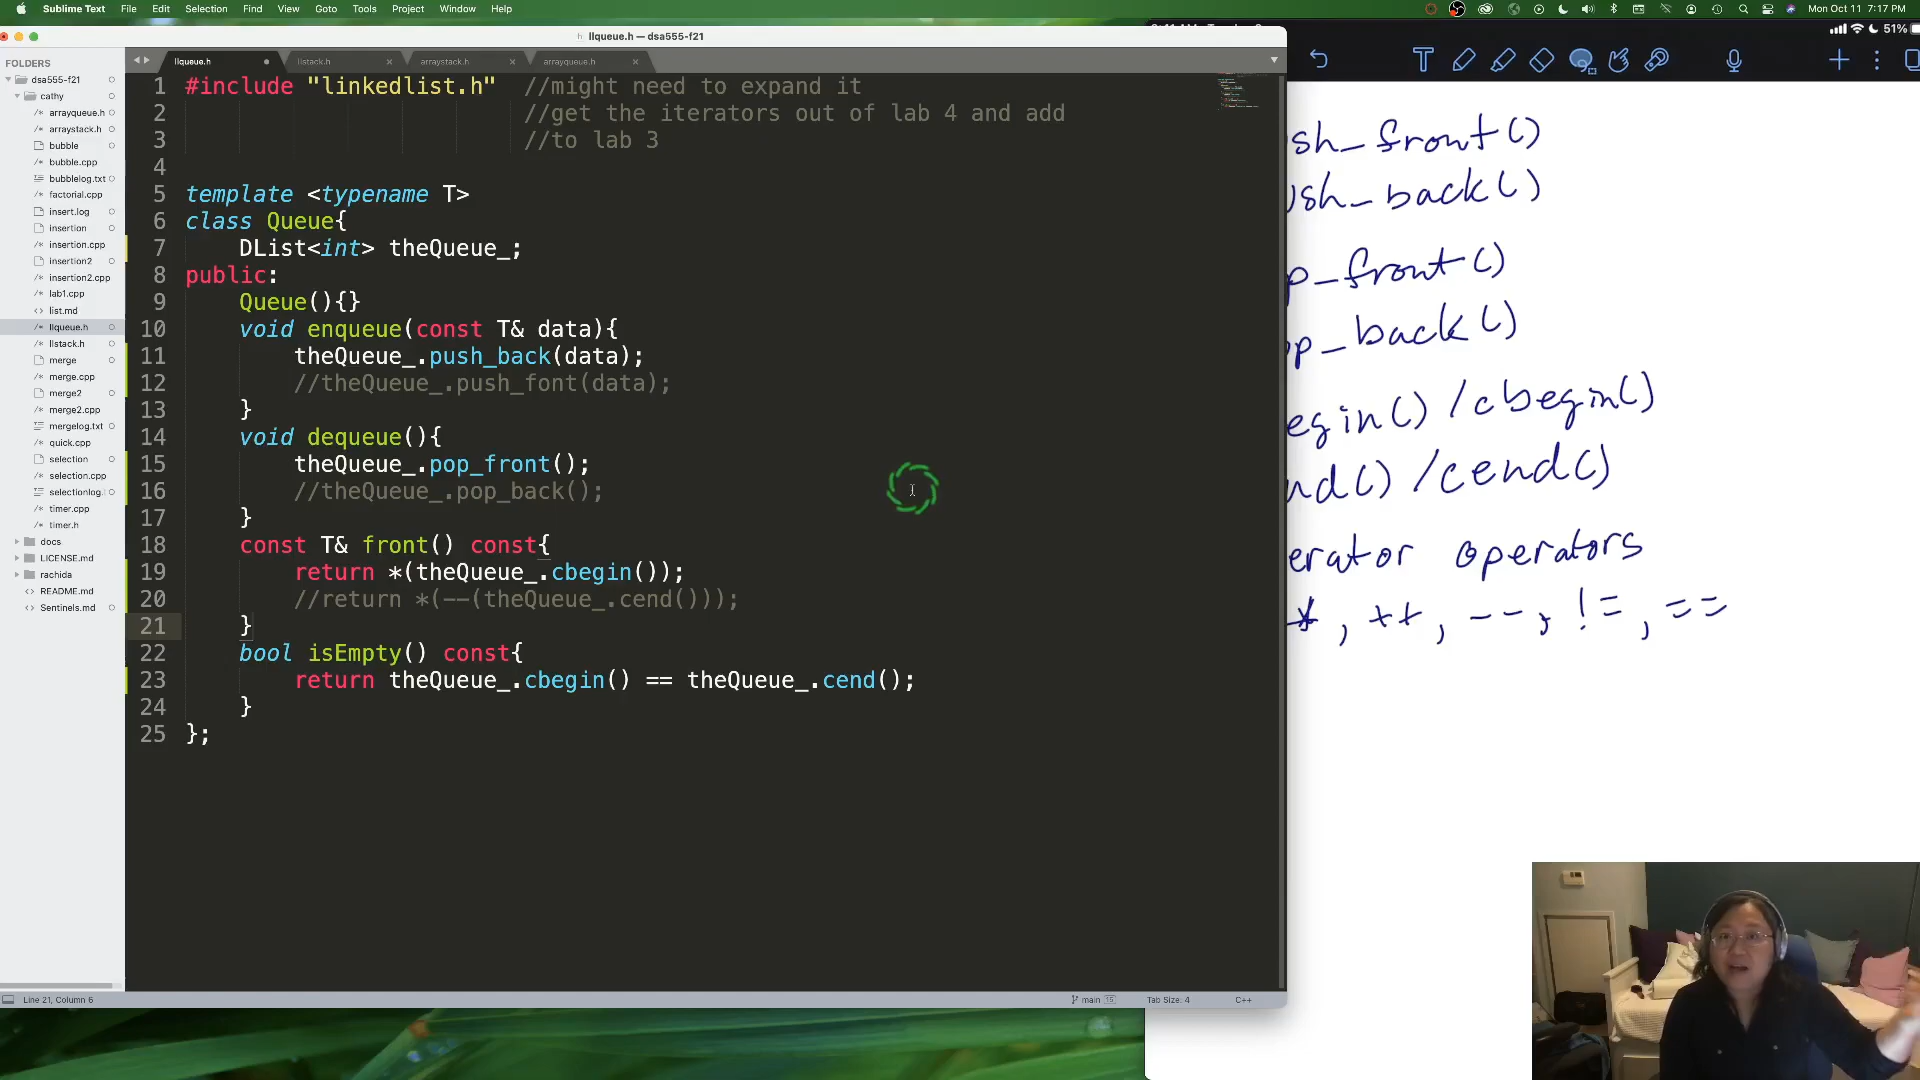 Sublime Text File Edit Selection Find View Goto Tools Project Window Help
Mon Oct 11 7:17 PM
llqueue.h — dsa555-f21
51%
FOLDERS
dsa555-f21
cathy
arrayqueue.h
arraystack.h
bubble
bubble.cpp
bubblelog.txt
factorial.cpp
insert.log
insertion
insertion.cpp
insertion2
insertion2.cpp
lab1.cpp
list.md
llqueue.h
llstack.h
merge
merge.cpp
merge2
merge2.cpp
mergelog.txt
quick.cpp
selection
selection.cpp
selectionlog.t
timer.cpp
timer.h
docs
LICENSE.md
rachida
README.md
Sentinels.md
llqueue.h llstack.h arraystack.h arrayqueue.h
1 #include "linkedlist.h" //might need to expand it
2 //get the iterators out of lab 4 and add
3 //to lab 3
4
5 template <typename T>
6 class Queue{
7 DList<int> theQueue_;
8 public:
9 Queue(){}
10 void enqueue(const T& data){
11 theQueue_.push_back(data);
12 //theQueue_.push_font(data);
13 }
14 void dequeue(){
15 theQueue_.pop_front();
16 //theQueue_.pop_back();
17 }
18 const T& front() const{
19 return *(theQueue_.cbegin());
20 //return *(--(theQueue_.cend()));
21 }
22 bool isEmpty() const{
23 return theQueue_.cbegin() == theQueue_.cend();
24 }
25 };
Line 21, Column 6
main 15
Tab Size: 4
C++
sh_front()
ush_back()
p_front()
op_back()
egin() /cbegin()
nd() /cend()
erator operators
*, ++, --, !=, ==